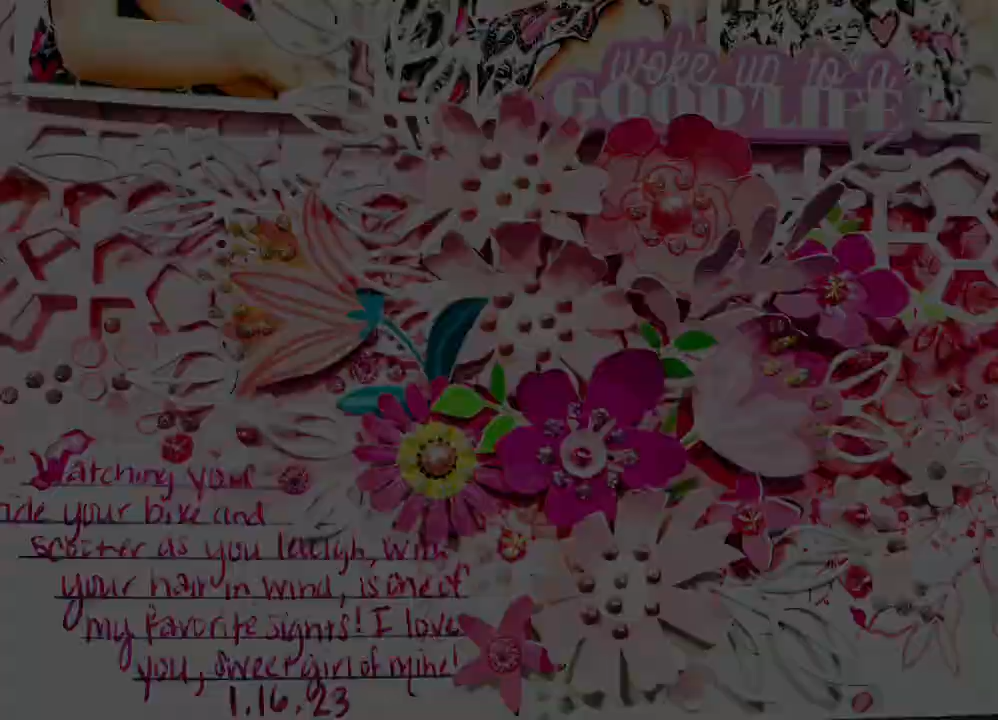 woke up to a
GOOD LIFE
Watching you
ride your bike and
scooter as you laugh, with
your hair in wind, is one of
my favorite sights! I love
you, sweet girl of mine!
1.16.23